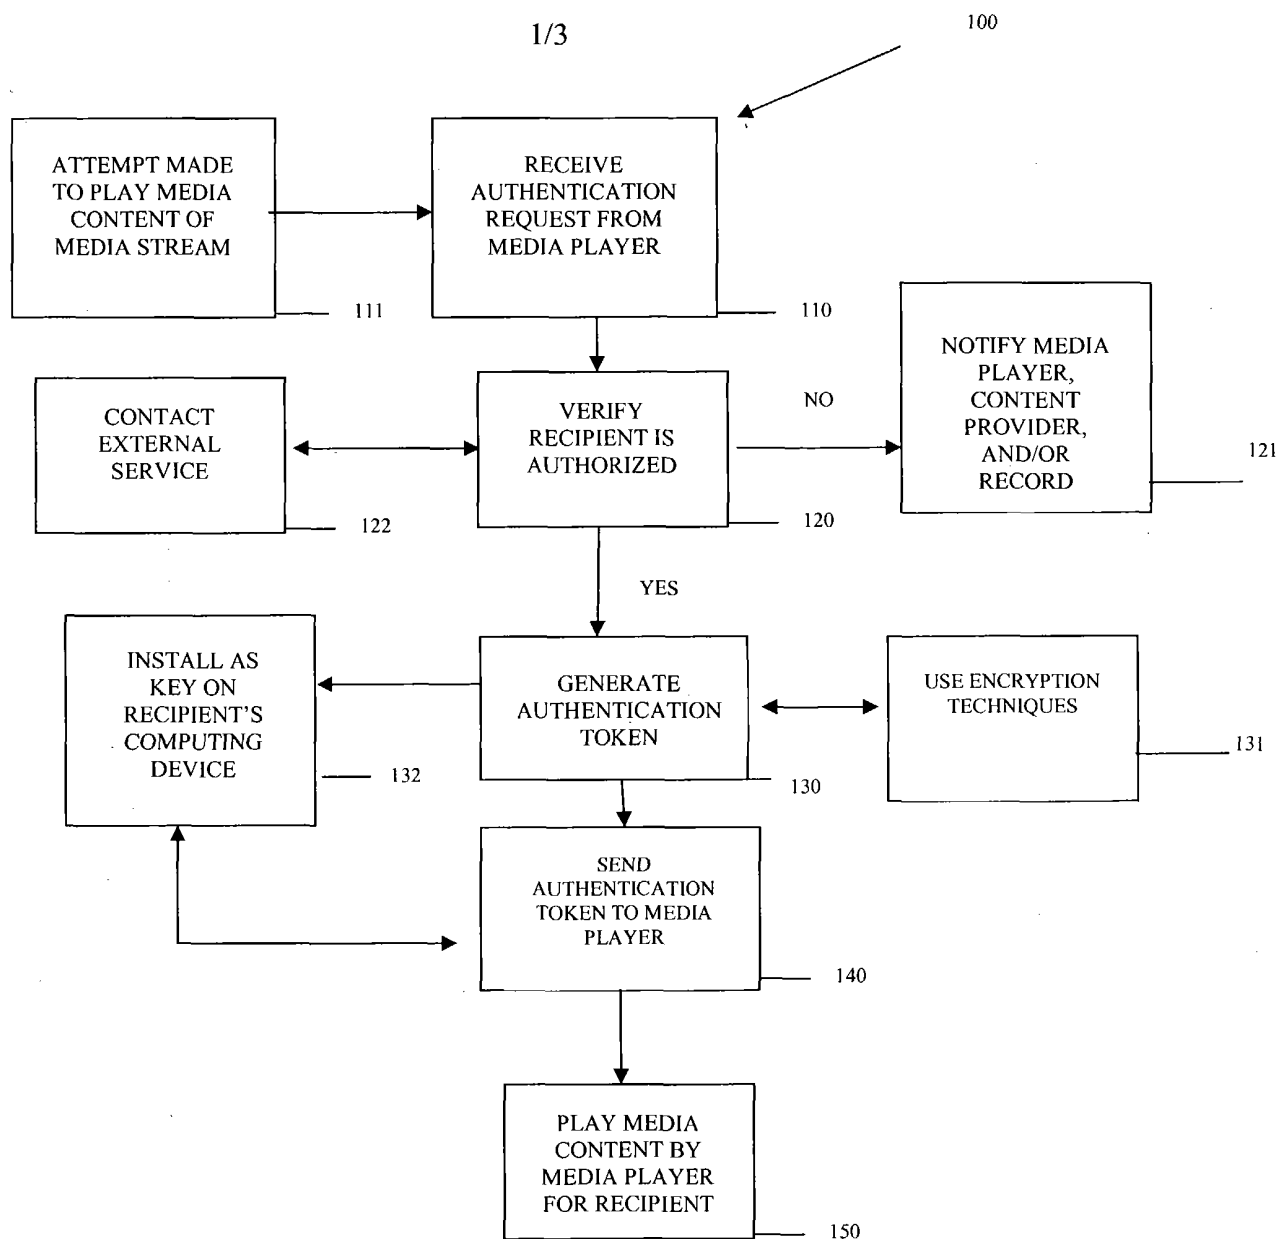 1/3
100
ATTEMPT MADE
TO PLAY MEDIA
CONTENT OF
MEDIA STREAM
111
RECEIVE
AUTHENTICATION
REQUEST FROM
MEDIA PLAYER
110
CONTACT
EXTERNAL
SERVICE
122
VERIFY
RECIPIENT IS
AUTHORIZED
120
NO
NOTIFY MEDIA
PLAYER,
CONTENT
PROVIDER,
AND/OR
RECORD
121
YES
INSTALL AS
KEY ON
RECIPIENT'S
COMPUTING
DEVICE
132
GENERATE
AUTHENTICATION
TOKEN
130
USE ENCRYPTION
TECHNIQUES
131
SEND
AUTHENTICATION
TOKEN TO MEDIA
PLAYER
140
PLAY MEDIA
CONTENT BY
MEDIA PLAYER
FOR RECIPIENT
150